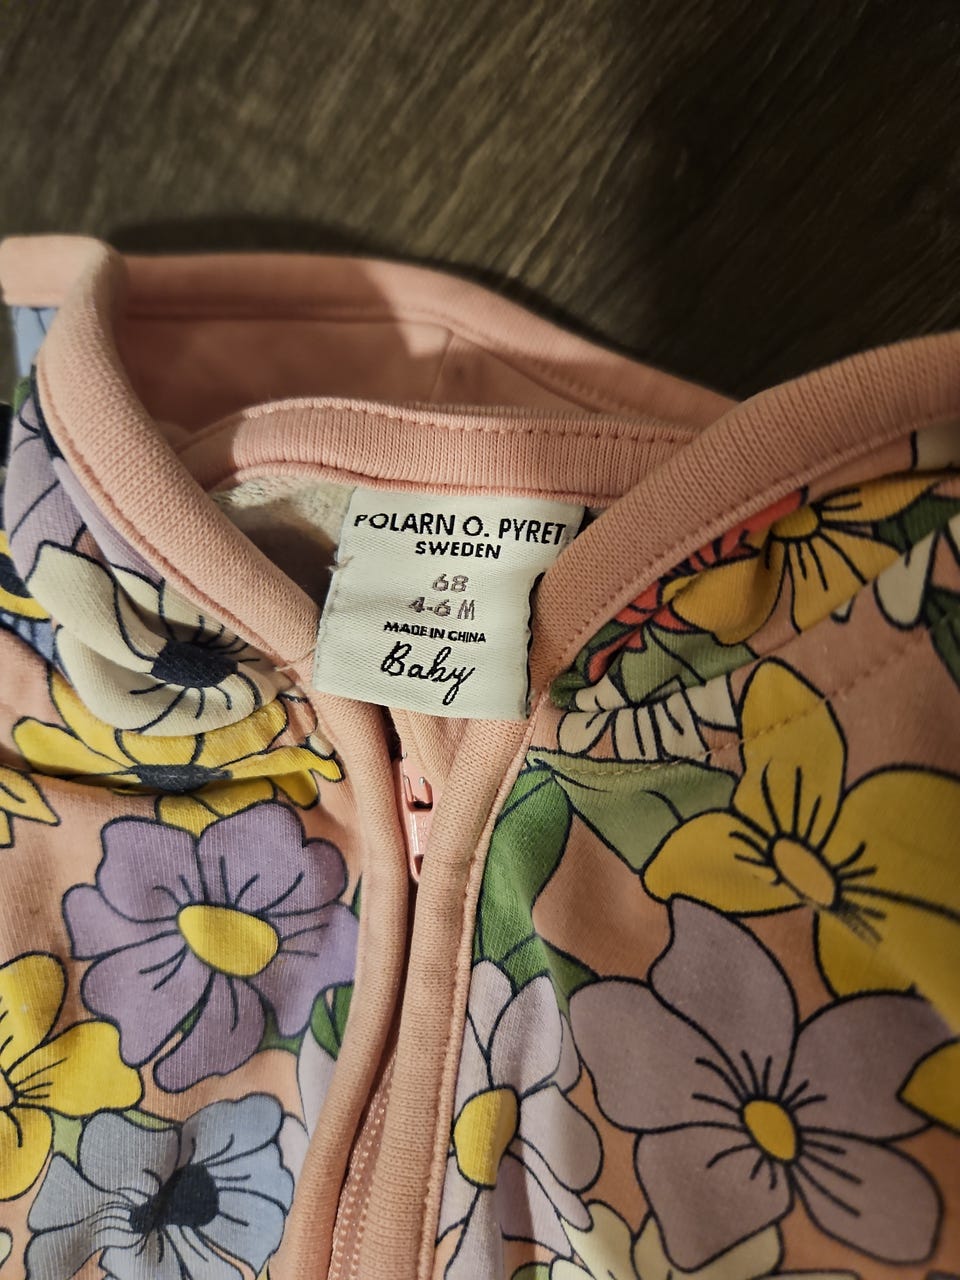 POLARN O. PYRET
SWEDEN
68
4-6 M
MADE IN CHINA
Baby